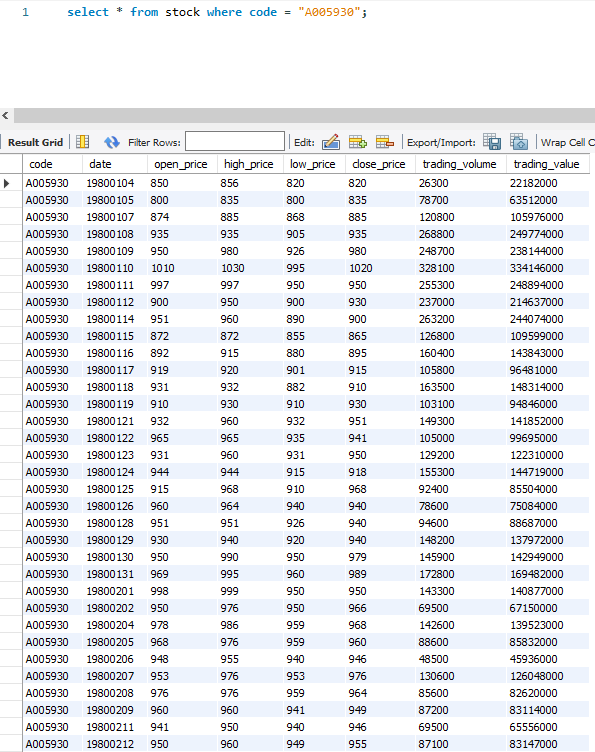 1 select * from stock where code = "A005930";
Result Grid Filter Rows: Edit: Export/Import: Wrap Cell C
code date open_price high_price low_price close_price trading_volume trading_value
A005930 19800104 850 856 820 820 26300 22182000
A005930 19800105 800 835 800 835 78700 63512000
A005930 19800107 874 885 868 885 120800 105976000
A005930 19800108 935 935 905 935 268800 249774000
A005930 19800109 950 980 926 980 248700 238144000
A005930 19800110 1010 1030 995 1020 328100 334146000
A005930 19800111 997 997 950 950 255300 248894000
A005930 19800112 900 950 900 930 237000 214637000
A005930 19800114 951 960 890 900 263200 244074000
A005930 19800115 872 872 855 865 126800 109599000
A005930 19800116 892 915 880 895 160400 143843000
A005930 19800117 919 920 901 915 105800 96481000
A005930 19800118 931 932 882 910 163500 148314000
A005930 19800119 910 930 910 930 103100 94846000
A005930 19800121 932 960 932 951 149300 141852000
A005930 19800122 965 965 935 941 105000 99695000
A005930 19800123 931 960 931 950 129200 122310000
A005930 19800124 944 944 915 918 155300 144719000
A005930 19800125 915 968 910 968 92400 85504000
A005930 19800126 960 964 940 940 78600 75084000
A005930 19800128 951 951 926 940 94600 88687000
A005930 19800129 930 940 920 940 148200 137972000
A005930 19800130 950 990 950 979 145900 142949000
A005930 19800131 969 995 960 989 172800 169482000
A005930 19800201 998 999 950 950 143300 140877000
A005930 19800202 950 976 950 966 69500 67150000
A005930 19800204 978 986 959 968 142600 139523000
A005930 19800205 968 976 959 960 88600 85832000
A005930 19800206 948 955 940 946 48500 45936000
A005930 19800207 953 976 953 976 130600 126048000
A005930 19800208 976 976 959 964 85600 82620000
A005930 19800209 960 960 941 949 87200 83114000
A005930 19800211 941 950 940 946 69500 65556000
A005930 19800212 950 960 949 955 87100 83147000